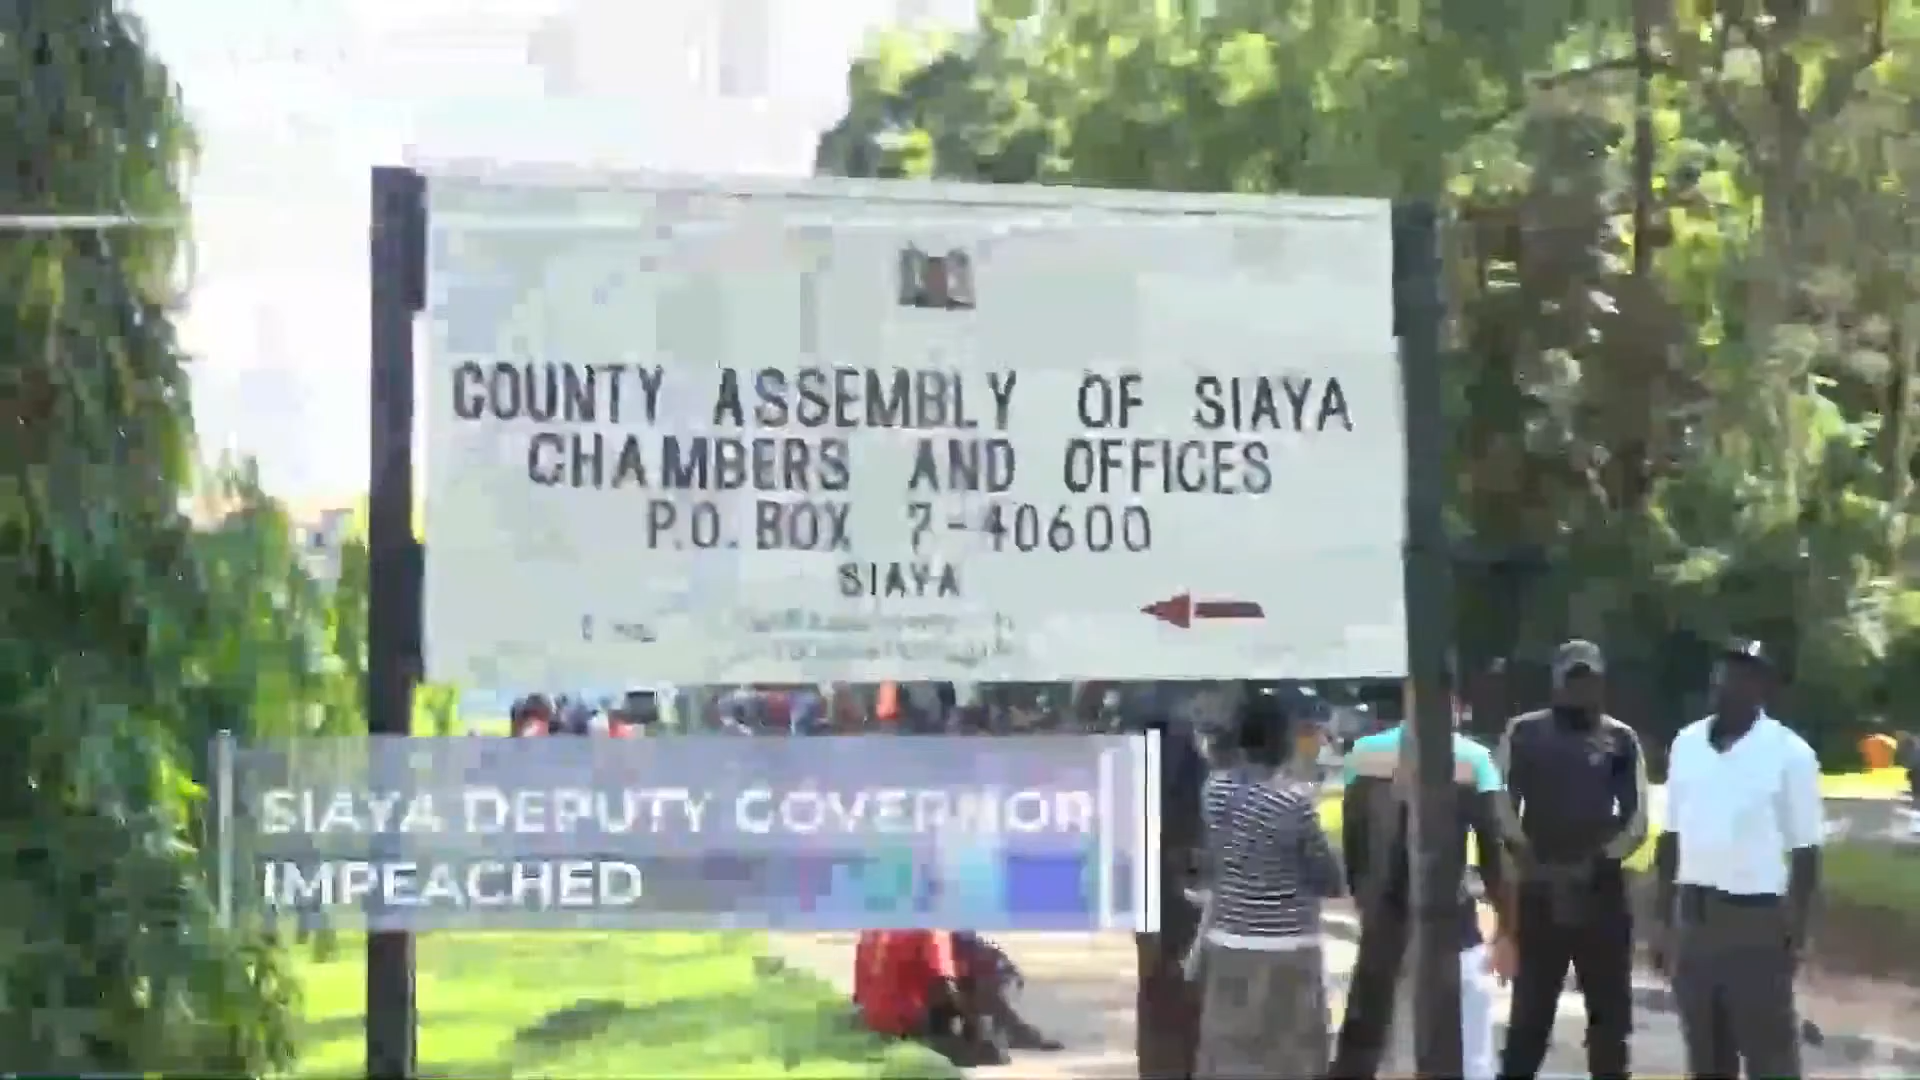 COUNTY ASSEMBLY OF SIAYA
CHAMBERS AND OFFICES
P.O. BOX 7-40600
SIAYA
SIAYA DEPUTY GOVERNOR
IMPEACHED